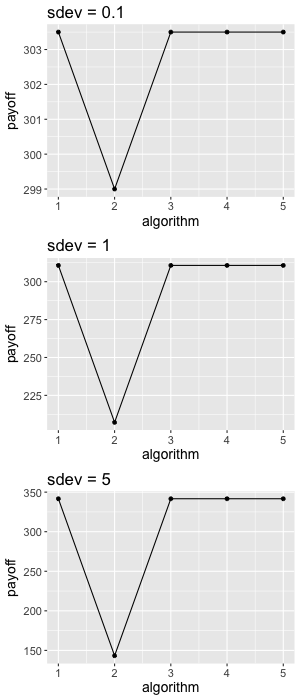 sdev = 0.1
303
302
301
300
299
payoff
1 2 3 4 5
algorithm
sdev = 1
300
275
250
225
payoff
1 2 3 4 5
algorithm
sdev = 5
350
300
250
200
150
payoff
1 2 3 4 5
algorithm